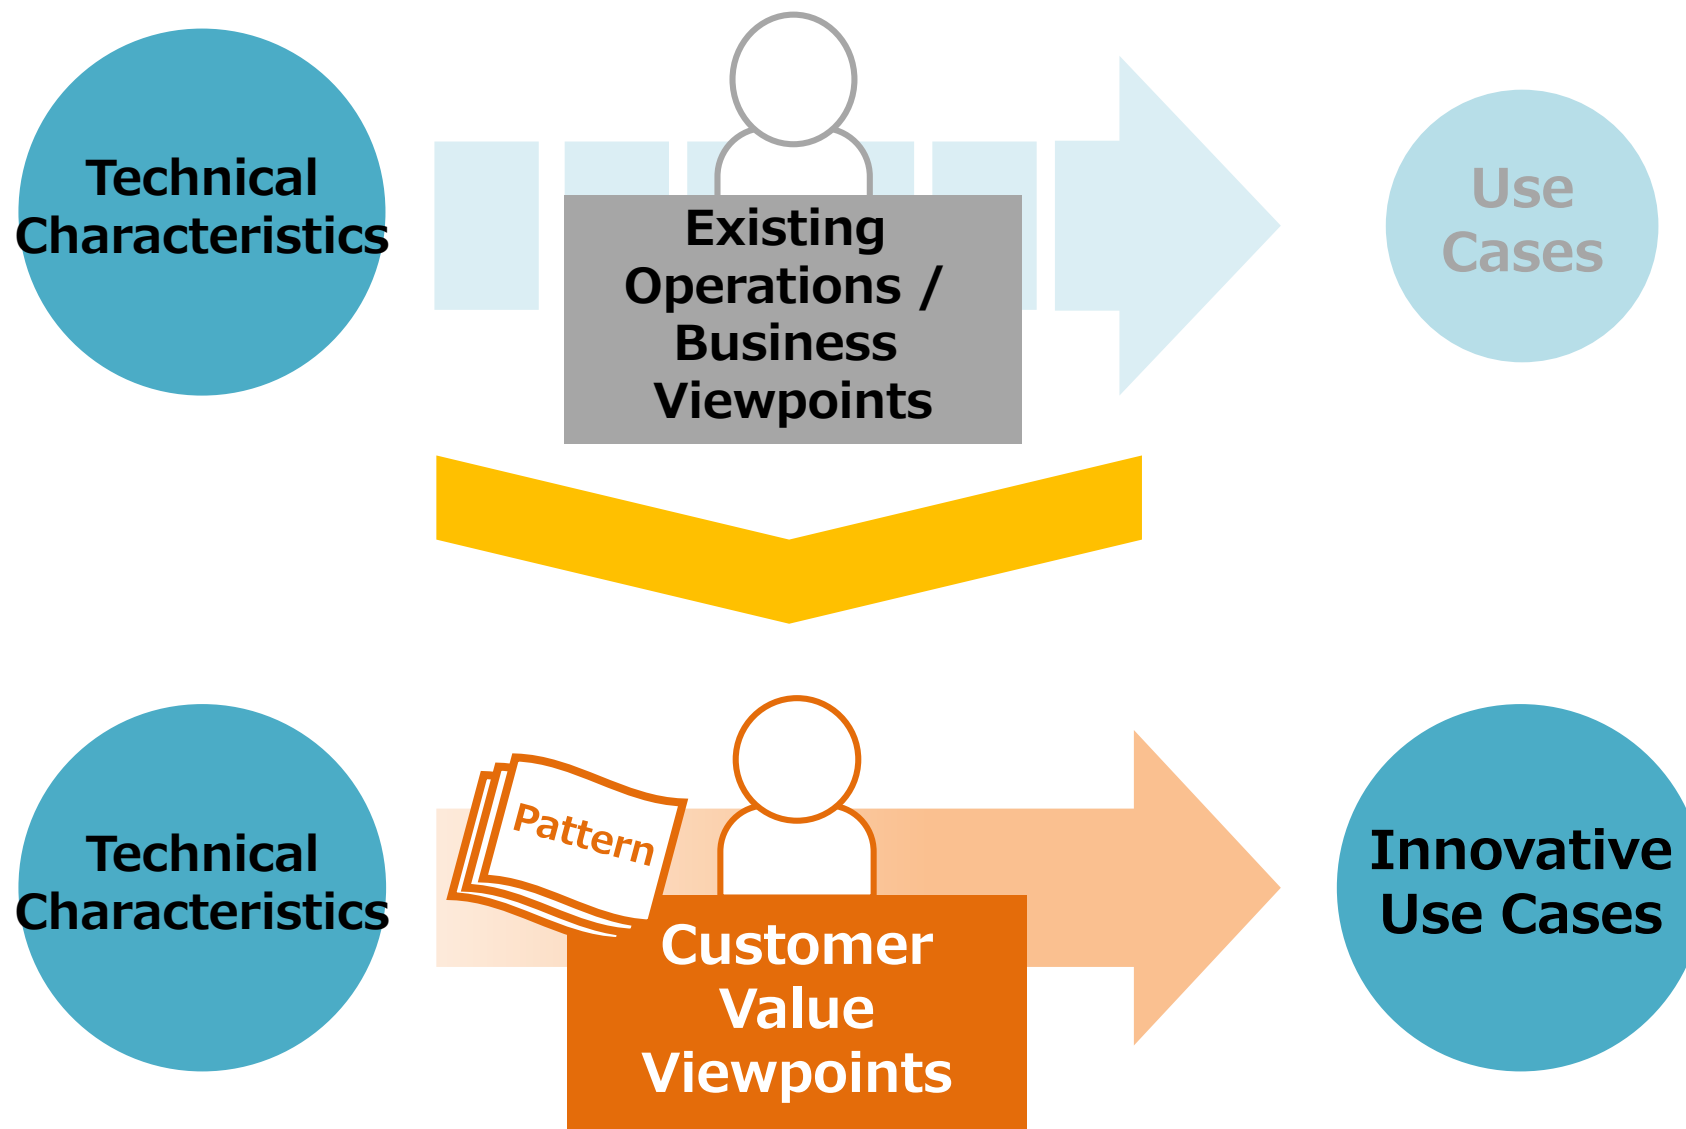 Technical
Characteristics
Existing
Operations /
Business
Viewpoints
Use
Cases
Technical
Characteristics
Pattern
Customer
Value
Viewpoints
Innovative
Use Cases